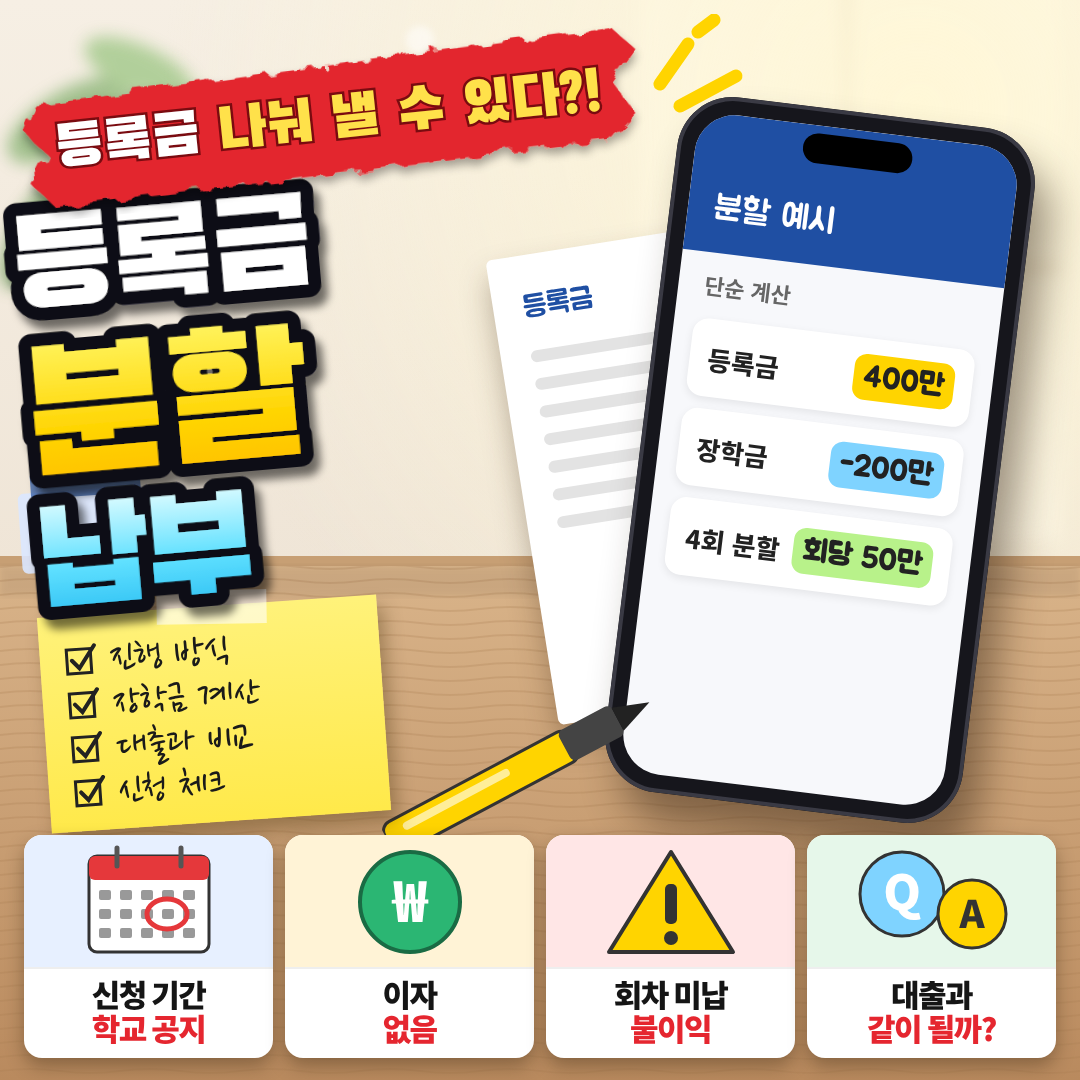 등록금 나눠 낼 수 있다?!
등록금
분할
납부
진행 방식
장학금 계산
대출과 비교
신청 체크
등록금
분할 예시
단순 계산
등록금 400만
장학금 -200만
4회 분할 회당 50만
신청 기간
학교 공지
₩
이자
없음
!
회차 미납
불이익
Q A
대출과
같이 될까?